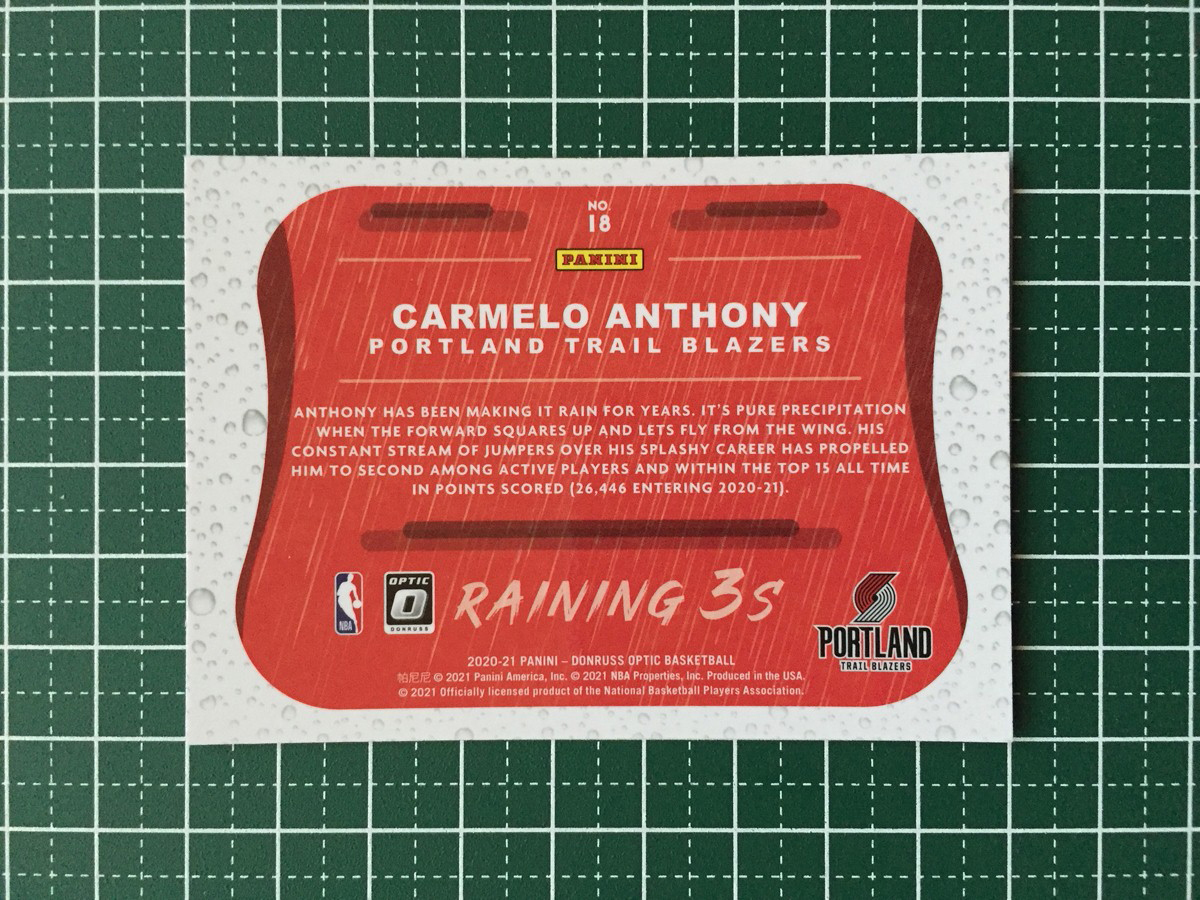 NO.
18
PANINI
CARMELO ANTHONY
PORTLAND TRAIL BLAZERS
ANTHONY HAS BEEN MAKING IT RAIN FOR YEARS. IT'S PURE PRECIPITATION
WHEN THE FORWARD SQUARES UP AND LETS FLY FROM THE WING. HIS
CONSTANT STREAM OF JUMPERS OVER HIS SPLASHY CAREER HAS PROPELLED
HIM TO SECOND AMONG ACTIVE PLAYERS AND WITHIN THE TOP 15 ALL TIME
IN POINTS SCORED (26,446 ENTERING 2020-21).
NBA
OPTIC
O
DONRUSS
RAINING 3S
PORTLAND
TRAIL BLAZERS
2020-21 PANINI – DONRUSS OPTIC BASKETBALL
帕尼尼 © 2021 Panini America, Inc. © 2021 NBA Properties, Inc. Produced in the USA.
© 2021 Officially licensed product of the National Basketball Players Association.